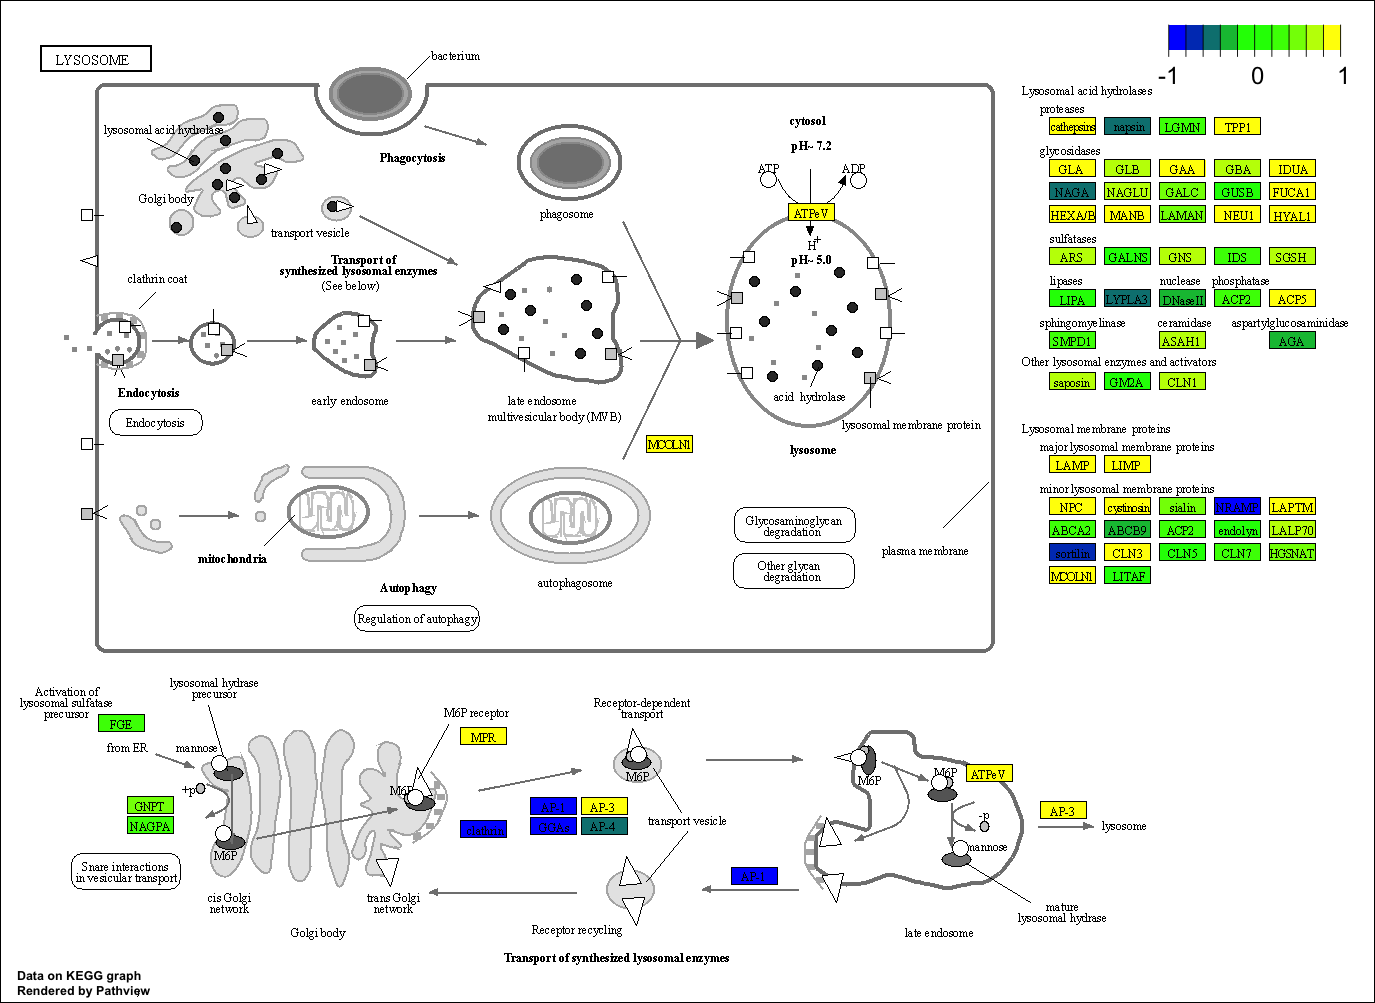 LYSOSOME
bacterium
-1 0 1
Lysosomal acid hydrolases
proteases
cathepsins napsin LGMN TPP1
glycosidases
GLA GLB GAA GBA IDUA
NAGA NAGLU GALC GUSB FUCA1
HEXA/B MANB LAMAN NEU1 HYAL1
sulfatases
ARS GALNS GNS IDS SGSH
lipases nuclease phosphatase
LIPA LYPLA3 DNaseII ACP2 ACP5
sphingomyelinase ceramidase aspartylglucosaminidase
SMPD1 ASAH1 AGA
Other lysosomal enzymes and activators
saposin GM2A CLN1
Lysosomal membrane proteins
major lysosomal membrane proteins
LAMP LIMP
minor lysosomal membrane proteins
NPC cystinosin sialin NRAMP LAPTM
ABCA2 ABCB9 ACP2 endolyn LALP70
sortilin CLN3 CLN5 CLN7 HGSNAT
MCOLN1 LITAF
lysosomal acid hydrolase
Golgi body
transport vesicle
Phagocytosis
phagosome
cytosol
pH~ 7.2
ATP ADP
ATPeV
H+
pH~ 5.0
Transport of
synthesized lysosomal enzymes
(See below)
clathrin coat
Endocytosis
Endocytosis
early endosome
late endosome
multivesicular body (MVB)
acid hydrolase
lysosomal membrane protein
lysosome
MCOLN1
mitochondria
Autophagy
autophagosome
Regulation of autophagy
Glycosaminoglycan
degradation
Other glycan
degradation
plasma membrane
Activation of
lysosomal sulfatase
precursor
FGE
lysosomal hydrase
precursor
from ER
mannose
+p
GNPT
NAGPA
M6P
Snare interactions
in vesicular transport
cis Golgi
network
trans Golgi
network
Golgi body
M6P receptor
MPR
M6P
clathrin
AP-1 AP-3
GGAs AP-4
Receptor-dependent
transport
M6P
transport vesicle
Receptor recycling
AP-1
M6P
M6P
ATPeV
-p
mannose
AP-3
lysosome
mature
lysosomal hydrase
late endosome
Transport of synthesized lysosomal enzymes
Data on KEGG graph
Rendered by Pathview